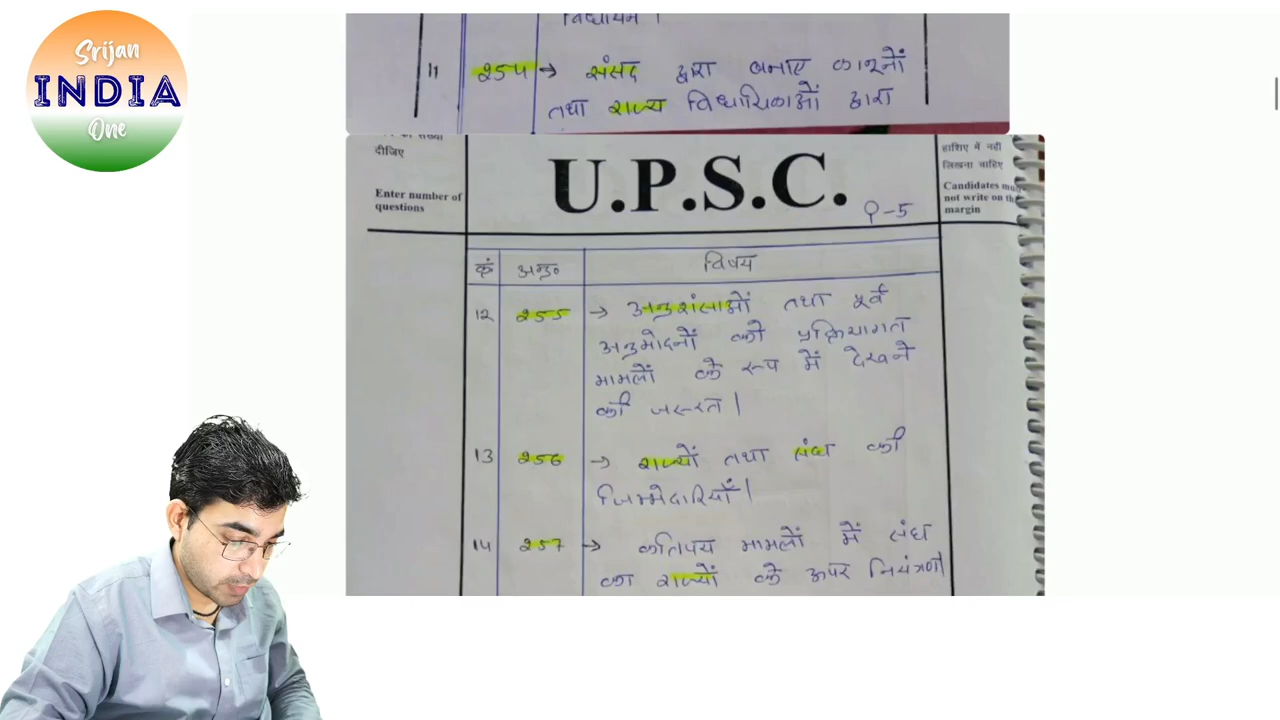 Srijan
INDIA
One
विधायन।
11 254 → संसद द्वारा बनाए कानूनों
तथा राज्य विधायिकाओं द्वारा
दीजिए
Enter number of
questions
U.P.S.C.
हाशिए में नहीं
लिखना चाहिए
Candidates
not write on
margin
P-5
क्रं अनु० विषय
12 255 → अनुशंसाओं तथा पूर्व
अनुमोदनों को प्रक्रियागत
मामलों के रूप में देखने
की जरूरत।
13 256 → राज्यों तथा संघ की
जिम्मेदारियाँ।
14 257 → कतिपय मामलों में संघ
का राज्यों के ऊपर नियंत्रण